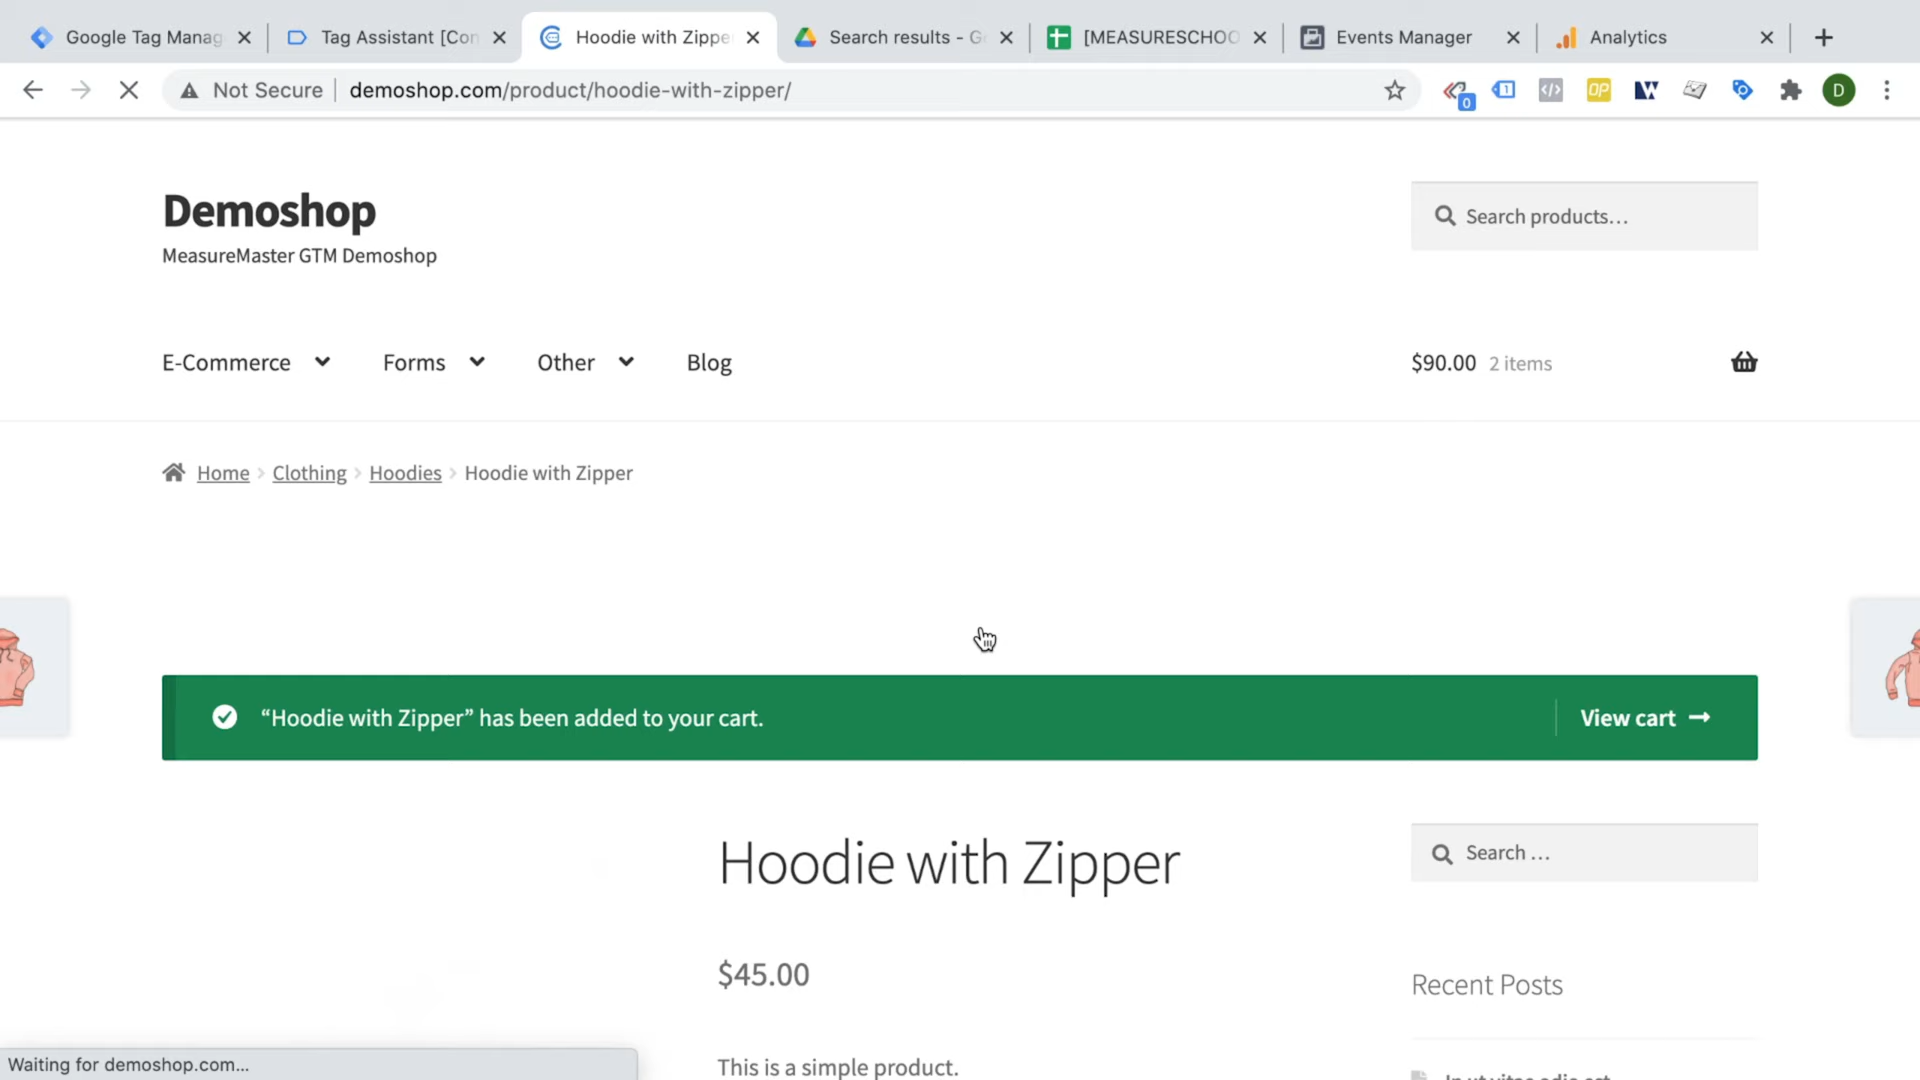 Google Tag Manag
Tag Assistant [Con
Hoodie with Zippe
Search results - G
[MEASURESCHOO
Events Manager
Analytics
Not Secure
demoshop.com/product/hoodie-with-zipper/
0
1
OP
W
D
Demoshop
MeasureMaster GTM Demoshop
Search products…
E-Commerce
Forms
Other
Blog
$90.00 2 items
Home
Clothing
Hoodies
Hoodie with Zipper
“Hoodie with Zipper” has been added to your cart.
View cart
Hoodie with Zipper
Search …
$45.00
Recent Posts
This is a simple product.
Waiting for demoshop.com...